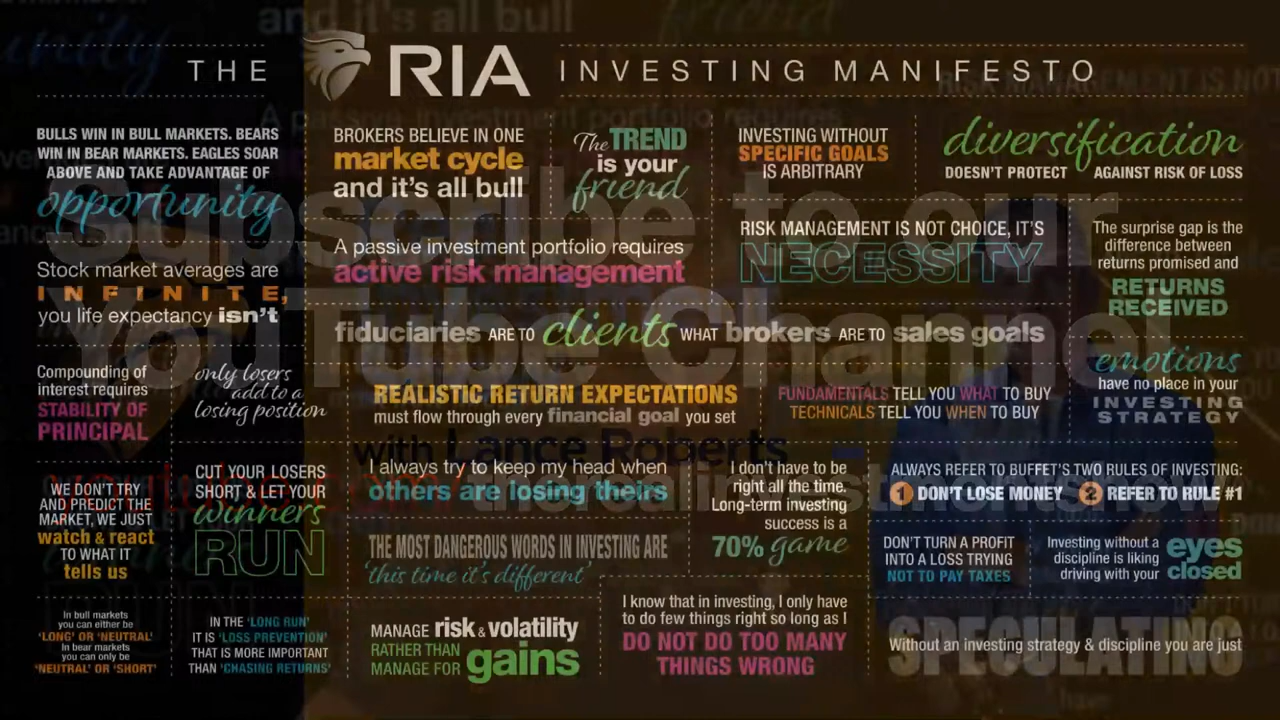 THE RIA INVESTING MANIFESTO
BULLS WIN IN BULL MARKETS. BEARS
WIN IN BEAR MARKETS. EAGLES SOAR
ABOVE AND TAKE ADVANTAGE OF
opportunity
BROKERS BELIEVE IN ONE
market cycle
and it's all bull
The TREND
is your
friend
INVESTING WITHOUT
SPECIFIC GOALS
IS ARBITRARY
diversification
DOESN'T PROTECT AGAINST RISK OF LOSS
Stock market averages are
INFINITE,
you life expectancy isn't
A passive investment portfolio requires
active risk management
RISK MANAGEMENT IS NOT CHOICE, IT'S
NECESSITY
The surprise gap is the
difference between
returns promised and
RETURNS
RECEIVED
fiduciaries ARE TO clients WHAT brokers ARE TO sales goals
Compounding of
interest requires
STABILITY OF
PRINCIPAL
only losers
add to a
losing position
REALISTIC RETURN EXPECTATIONS
must flow through every financial goal you set
FUNDAMENTALS TELL YOU WHAT TO BUY
TECHNICALS TELL YOU WHEN TO BUY
emotions
have no place in your
INVESTING
STRATEGY
WE DON'T TRY
AND PREDICT THE
MARKET, WE JUST
watch & react
TO WHAT IT
tells us
CUT YOUR LOSERS
SHORT & LET YOUR
winners
RUN
I always try to keep my head when
others are losing theirs
THE MOST DANGEROUS WORDS IN INVESTING ARE
'this time it's different'
I don't have to be
right all the time.
Long-term investing
success is a
70% game
ALWAYS REFER TO BUFFET'S TWO RULES OF INVESTING:
1 DON'T LOSE MONEY 2 REFER TO RULE #1
DON'T TURN A PROFIT
INTO A LOSS TRYING
NOT TO PAY TAXES
Investing without a
discipline is liking
driving with your
eyes
closed
In bull markets
you can either be
'LONG' OR 'NEUTRAL'
In bear markets
you can only be
'NEUTRAL' OR 'SHORT'
IN THE 'LONG RUN'
IT IS 'LOSS PREVENTION'
THAT IS MORE IMPORTANT
THAN 'CHASING RETURNS'
MANAGE risk & volatility
RATHER THAN
MANAGE FOR gains
I know that in investing, I only have
to do few things right so long as I
DO NOT DO TOO MANY
THINGS WRONG
Without an investing strategy & discipline you are just
SPECULATING
Subscribe to our
YouTube Channel
with Lance Roberts
therealinvestmentshow